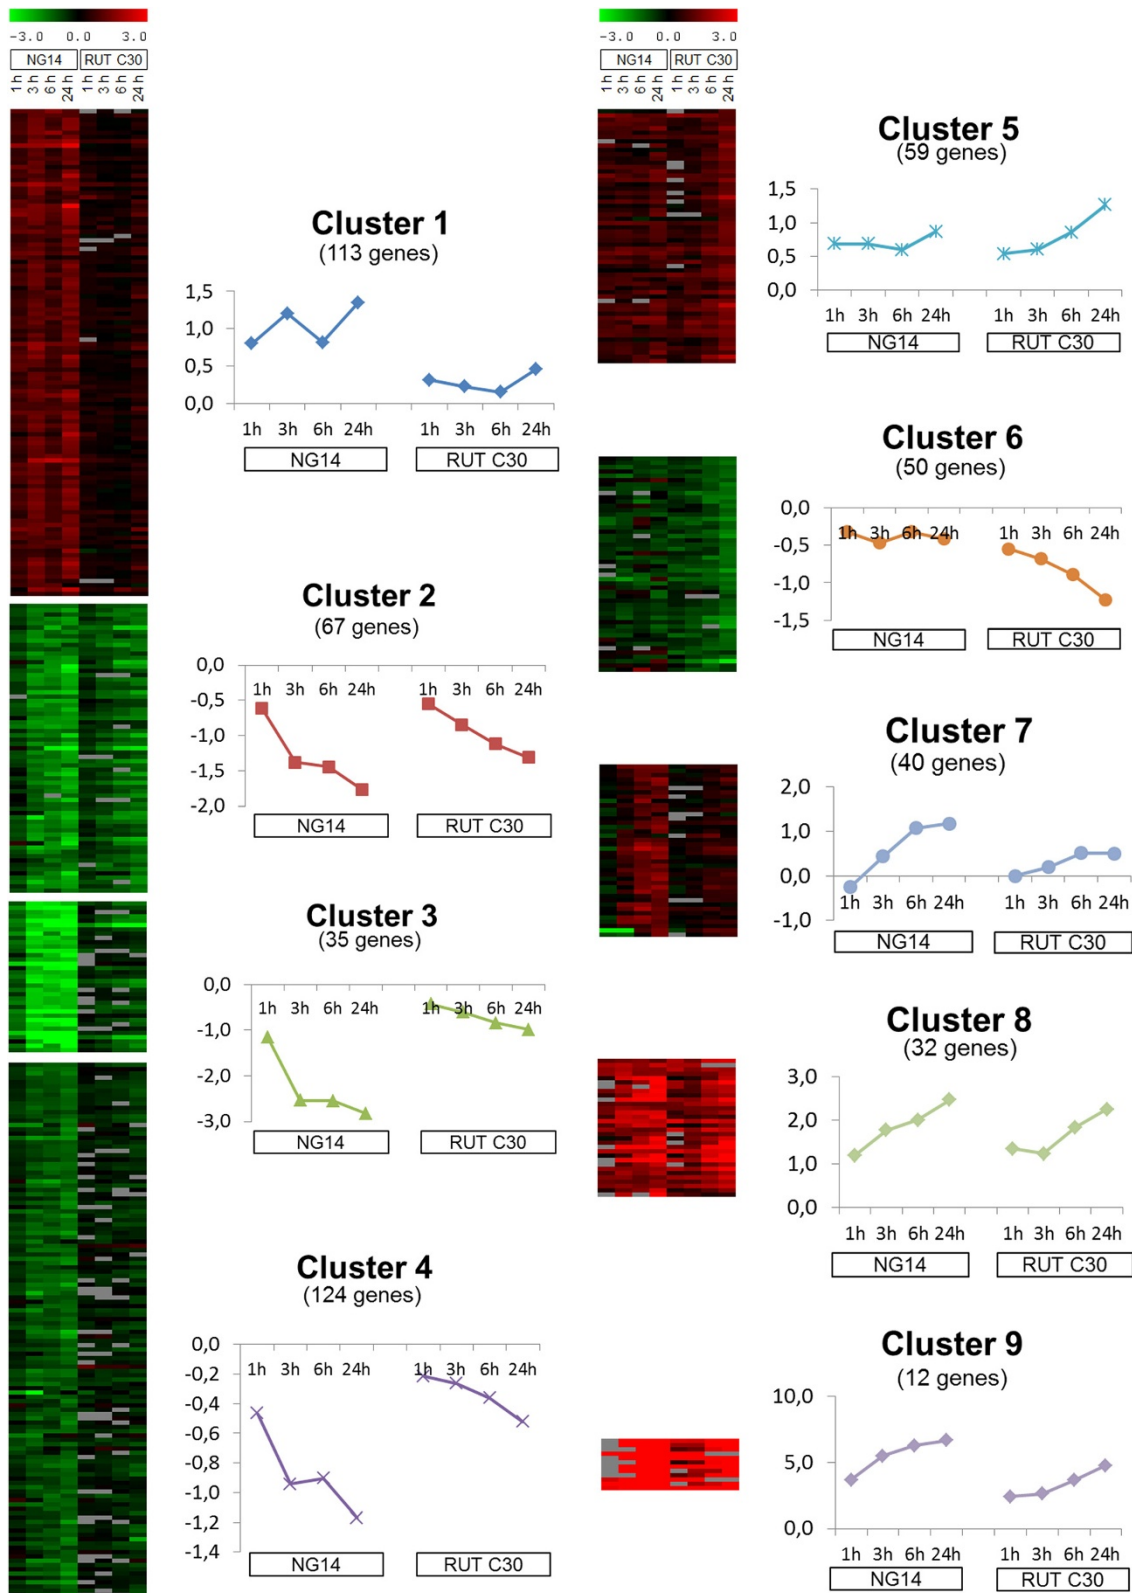 -3.0 0.0 3.0
NG14 RUT C30
1h 3h 6h 24h 1h 3h 6h 24h
Cluster 1
(113 genes)
1,5
1,0
0,5
0,0
1h 3h 6h 24h 1h 3h 6h 24h
NG14 RUT C30
Cluster 2
(67 genes)
0,0
1h 3h 6h 24h 1h 3h 6h 24h
-0,5
-1,0
-1,5
-2,0
NG14 RUT C30
Cluster 3
(35 genes)
0,0
1h 3h 6h 24h 1h 3h 6h 24h
-1,0
-2,0
-3,0
NG14 RUT C30
Cluster 4
(124 genes)
0,0
1h 3h 6h 24h 1h 3h 6h 24h
-0,2
-0,4
-0,6
-0,8
-1,0
-1,2
-1,4
NG14 RUT C30
-3.0 0.0 3.0
NG14 RUT C30
1h 3h 6h 24h 1h 3h 6h 24h
Cluster 5
(59 genes)
1,5
1,0
0,5
0,0
1h 3h 6h 24h 1h 3h 6h 24h
NG14 RUT C30
Cluster 6
(50 genes)
0,0
1h 3h 6h 24h 1h 3h 6h 24h
-0,5
-1,0
-1,5
NG14 RUT C30
Cluster 7
(40 genes)
2,0
1,0
0,0
1h 3h 6h 24h 1h 3h 6h 24h
-1,0
NG14 RUT C30
Cluster 8
(32 genes)
3,0
2,0
1,0
0,0
1h 3h 6h 24h 1h 3h 6h 24h
NG14 RUT C30
Cluster 9
(12 genes)
10,0
5,0
0,0
1h 3h 6h 24h 1h 3h 6h 24h
NG14 RUT C30